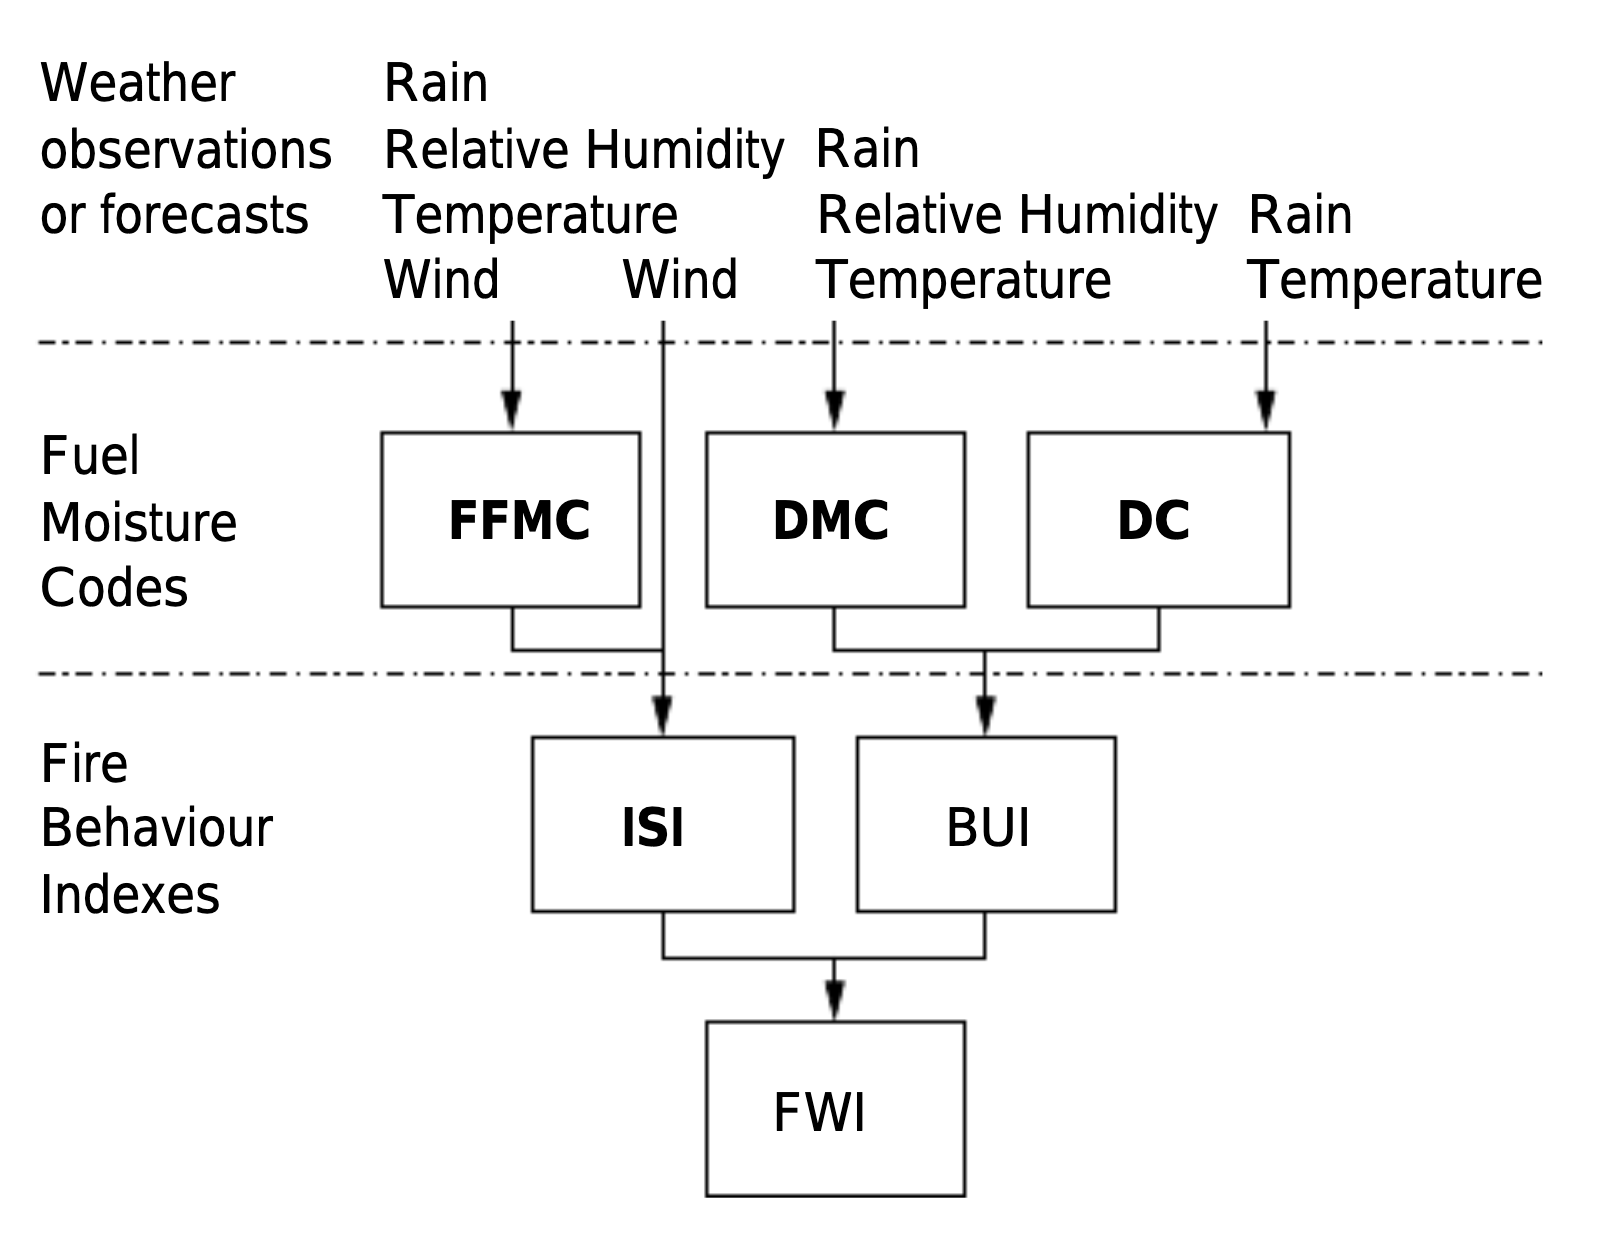 Weather
observations
or forecasts
Rain
Relative Humidity
Temperature
Wind
Wind
Rain
Relative Humidity
Temperature
Rain
Temperature
Fuel
Moisture
Codes
FFMC
DMC
DC
Fire
Behaviour
Indexes
ISI
BUI
FWI